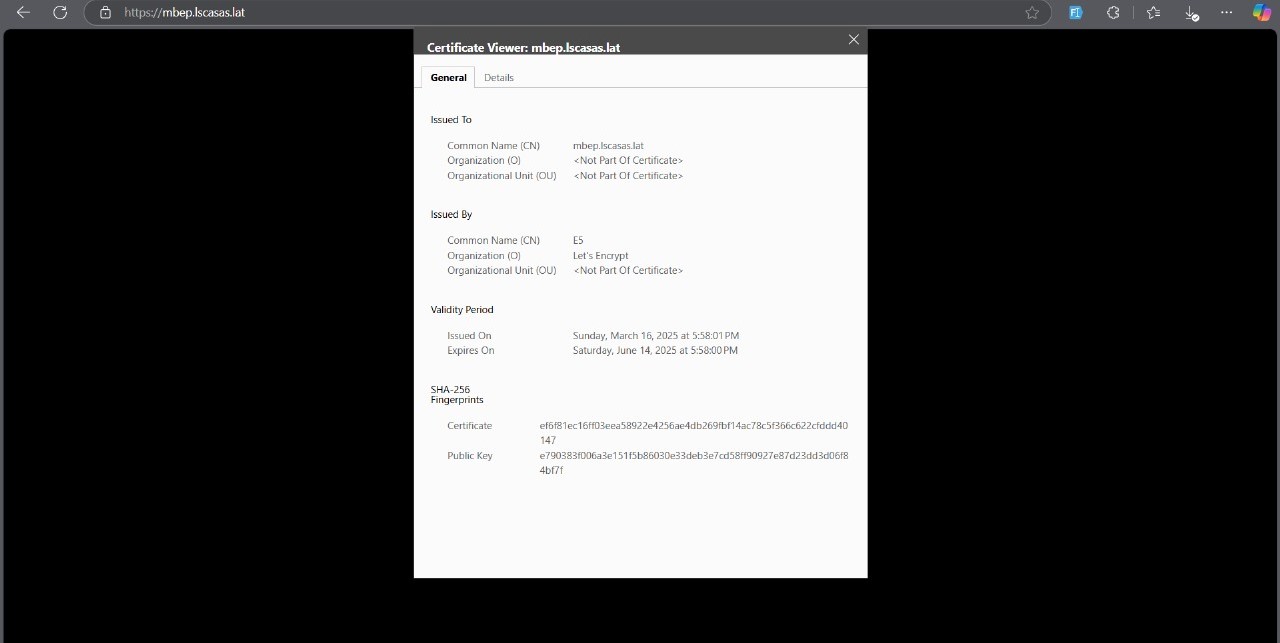 https://mbep.lscasas.lat
Certificate Viewer: mbep.lscasas.lat
General Details
Issued To
Common Name (CN) mbep.lscasas.lat
Organization (O) <Not Part Of Certificate>
Organizational Unit (OU) <Not Part Of Certificate>
Issued By
Common Name (CN) E5
Organization (O) Let's Encrypt
Organizational Unit (OU) <Not Part Of Certificate>
Validity Period
Issued On Sunday, March 16, 2025 at 5:58:01 PM
Expires On Saturday, June 14, 2025 at 5:58:00 PM
SHA-256
Fingerprints
Certificate ef6f81ec16ff03eea58922e4256ae4db269fbf14ac78c5f366c622cfddd40
147
Public Key e790383f006a3e151f5b86030e33deb3e7cd58ff90927e87d23dd3d06f8
4bf7f